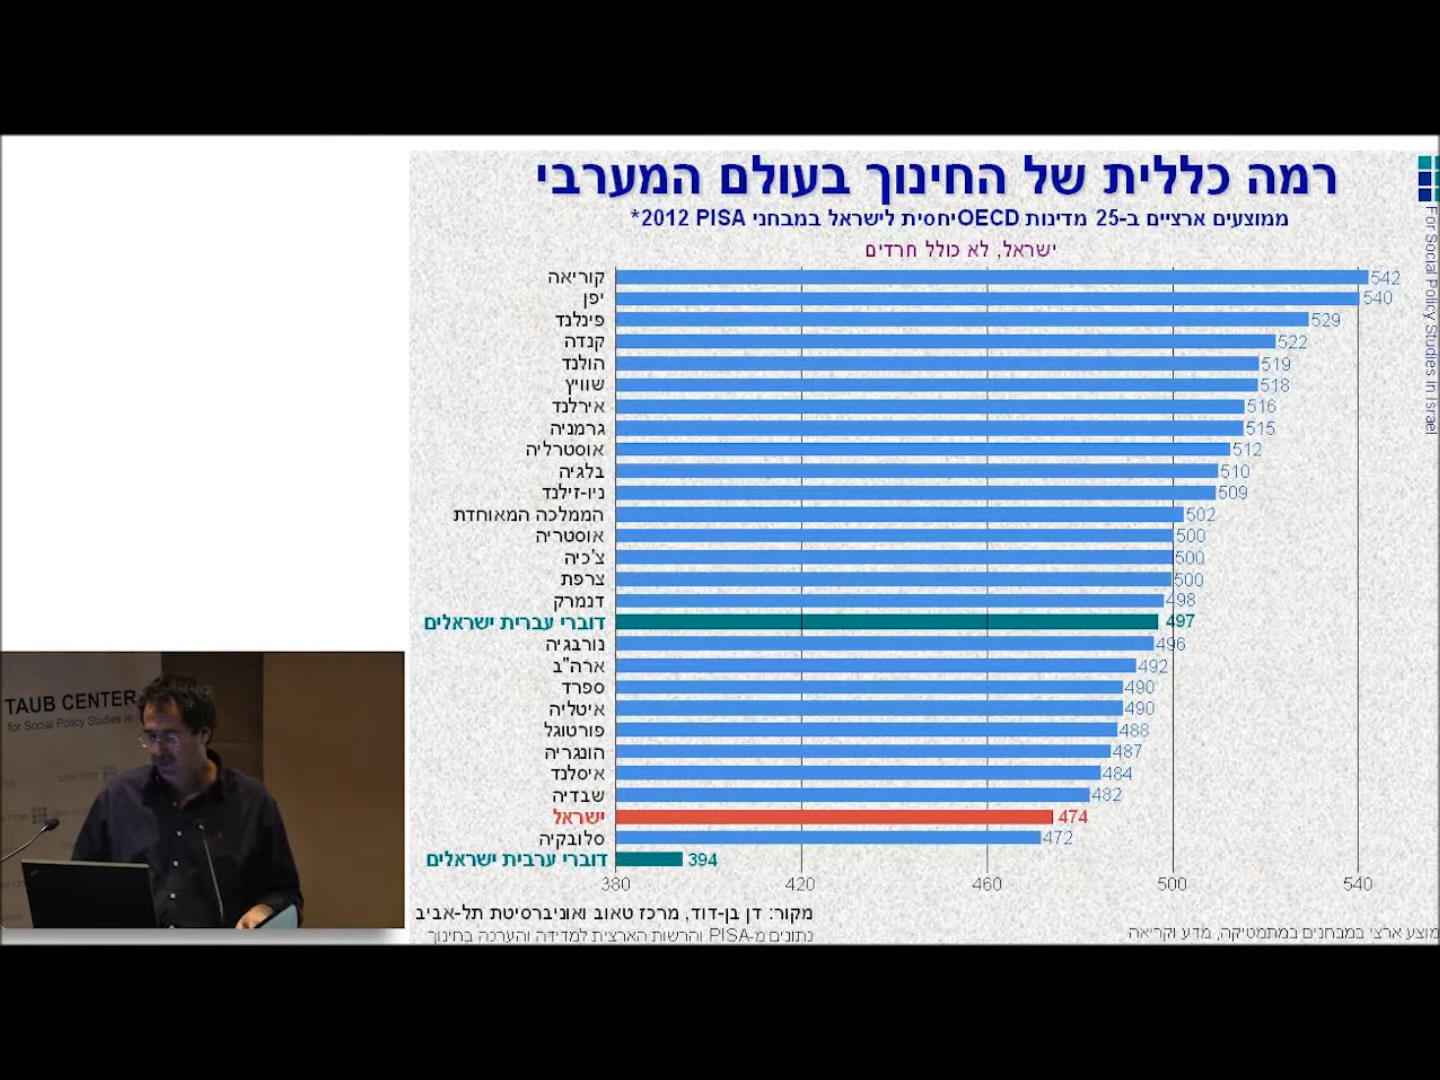 רמה כללית של החינוך בעולם המערבי
ממוצעים ארציים ב-25 מדינות OECDיחסית לישראל במבחני PISA 2012*
ישראל, לא כולל חרדים
קוריאה 542
יפן 540
פינלנד 529
קנדה 522
הולנד 519
שוויץ 518
אירלנד 516
גרמניה 515
אוסטרליה 512
בלגיה 510
ניו-זילנד 509
הממלכה המאוחדת 502
אוסטריה 500
צ'כיה 500
צרפת 500
דנמרק 498
דוברי עברית ישראלים 497
נורבגיה 496
ארה"ב 492
ספרד 490
איטליה 490
פורטוגל 488
הונגריה 487
איסלנד 484
שבדיה 482
ישראל 474
סלובקיה 472
דוברי ערבית ישראלים 394
380 420 460 500 540
מקור: דן בן-דוד, מרכז טאוב ואוניברסיטת תל-אביב
נתונים מ-PISA והרשות הארצית למדידה והערכה בחינוך
מוצע ארצי במבחנים במתמטיקה, מדע וקריאה
For Social Policy Studies in Israel
TAUB CENTER
for Social Policy Studies in